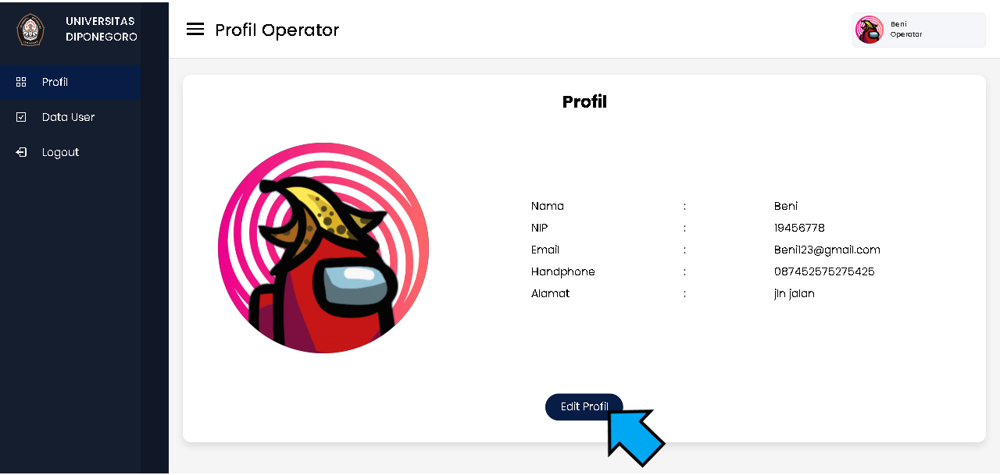 UNIVERSITAS
DIPONEGORO
Profil
Data User
Logout
Profil Operator
Beni
Operator
Profil
Nama : Beni
NIP : 19456778
Email : Beni123@gmail.com
Handphone : 087452575275425
Alamat : jln jalan
Edit Profil